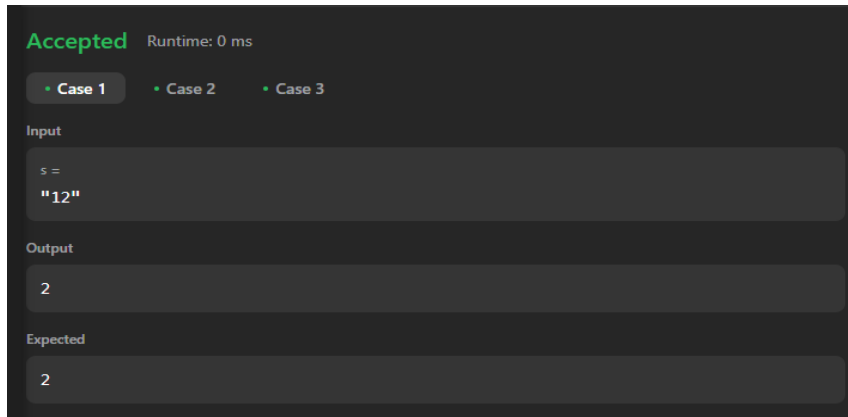 Accepted Runtime: 0 ms
• Case 1 • Case 2 • Case 3
Input
s =
"12"
Output
2
Expected
2